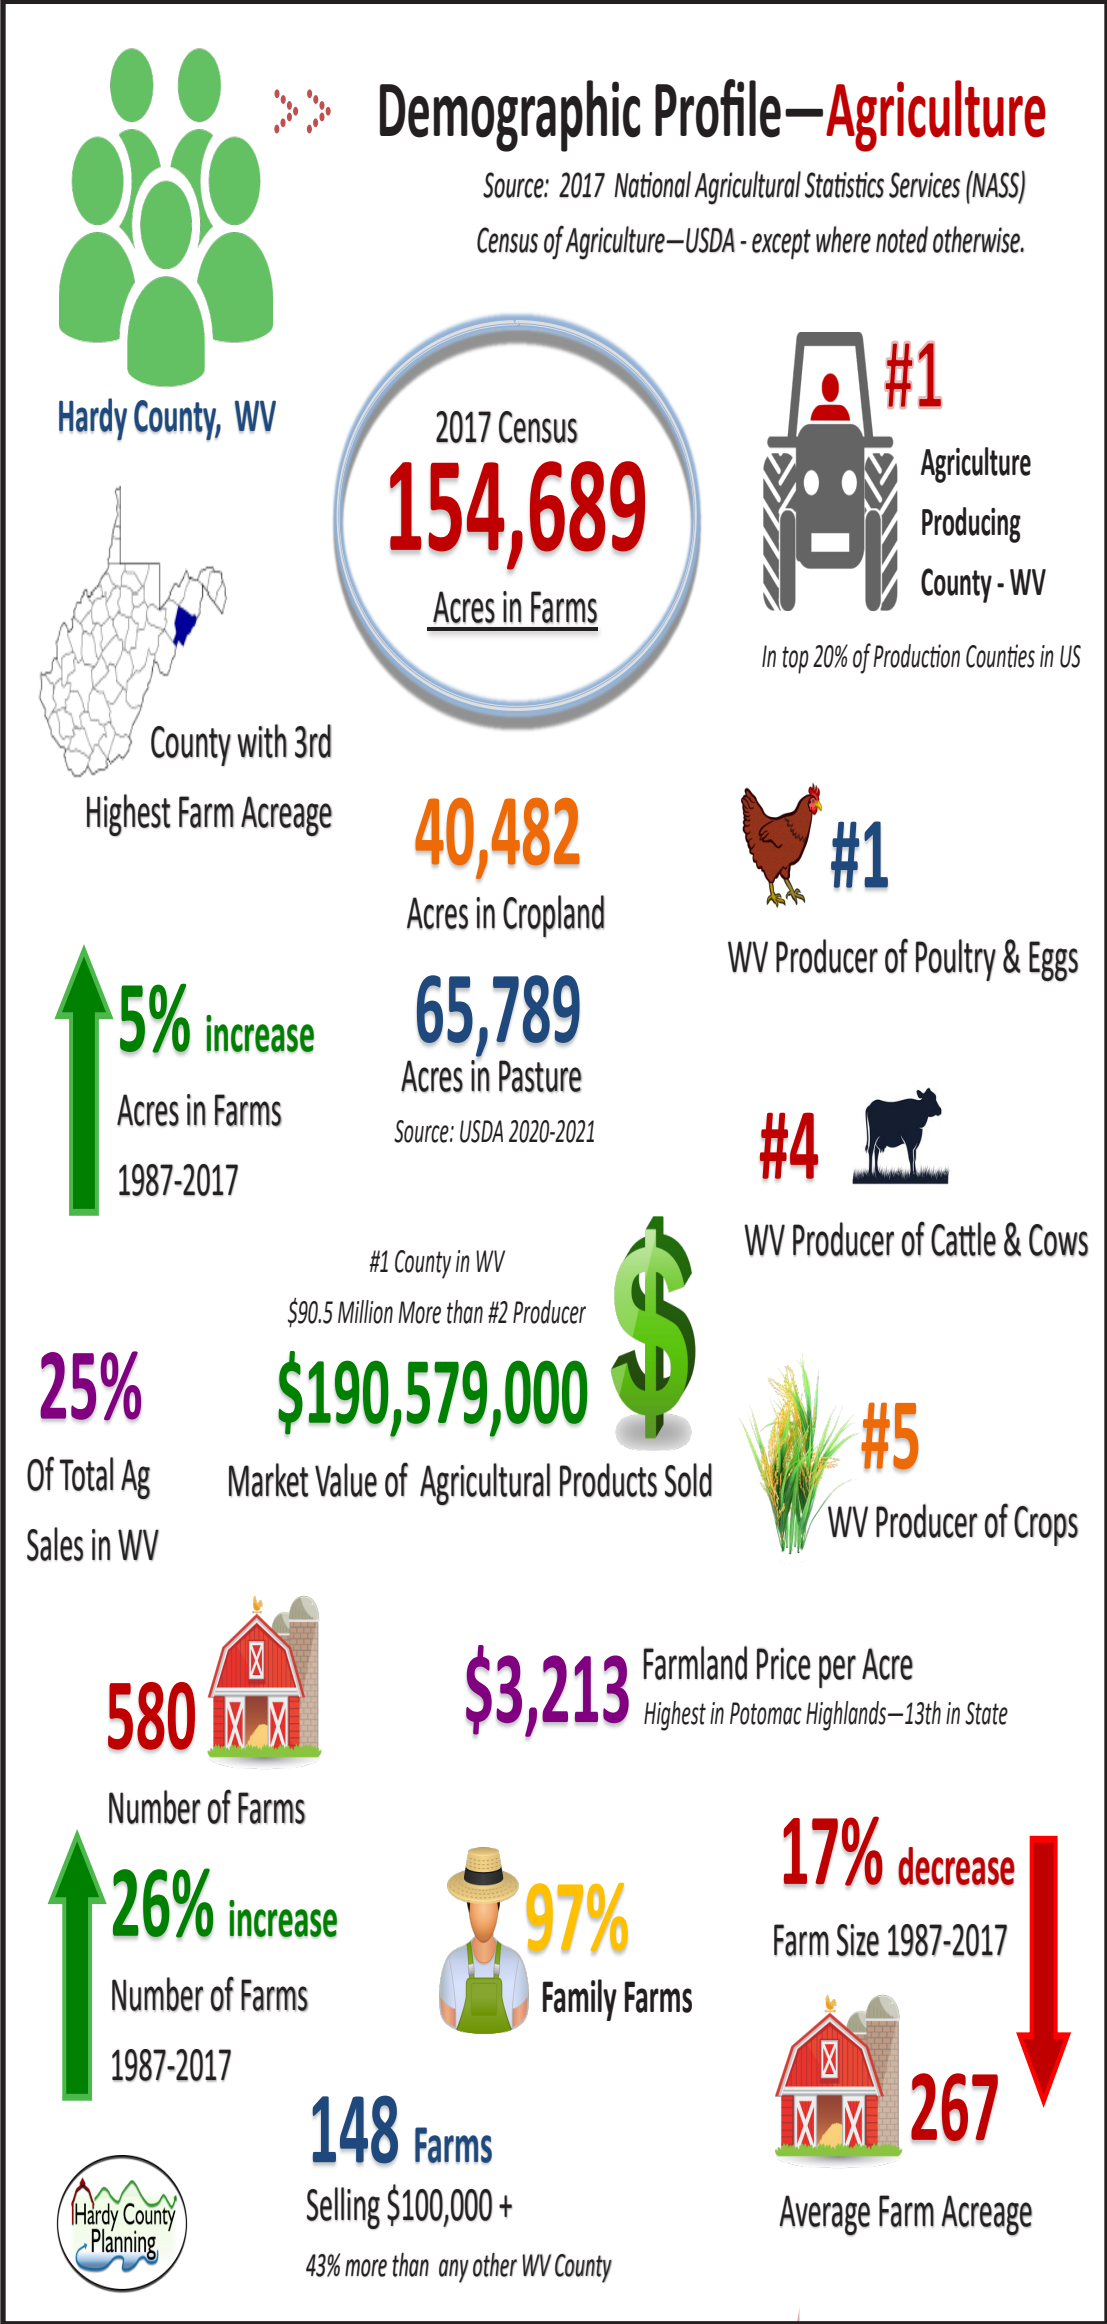 Demographic Profile—Agriculture
Source: 2017 National Agricultural Statistics Services (NASS)
Census of Agriculture—USDA - except where noted otherwise.
Hardy County, WV
2017 Census
154,689
Acres in Farms
#1
Agriculture
Producing
County - WV
In top 20% of Production Counties in US
County with 3rd
Highest Farm Acreage
40,482
Acres in Cropland
#1
WV Producer of Poultry & Eggs
5% increase
Acres in Farms
1987-2017
65,789
Acres in Pasture
Source: USDA 2020-2021
#4
WV Producer of Cattle & Cows
#1 County in WV
$90.5 Million More than #2 Producer
$190,579,000
Market Value of Agricultural Products Sold
$
25%
Of Total Ag
Sales in WV
#5
WV Producer of Crops
580
Number of Farms
$3,213 Farmland Price per Acre
Highest in Potomac Highlands—13th in State
26% increase
Number of Farms
1987-2017
97%
Family Farms
17% decrease
Farm Size 1987-2017
267
Average Farm Acreage
148 Farms
Selling $100,000 +
43% more than any other WV County
Hardy County
Planning